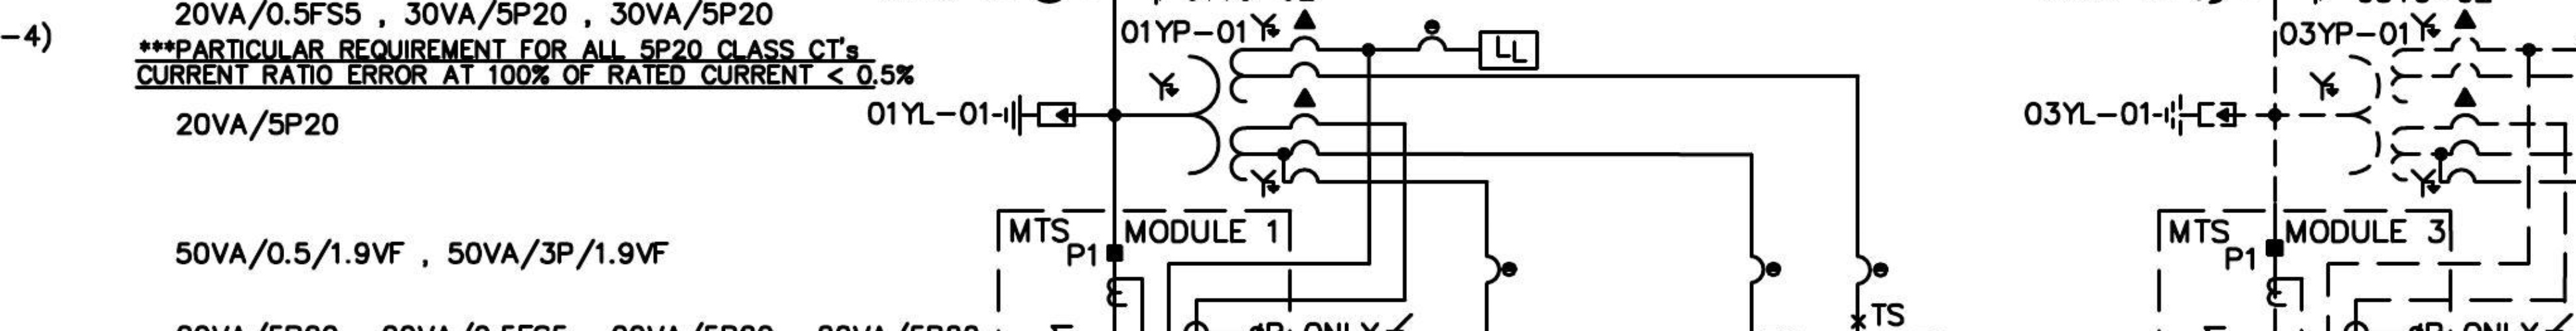 20VA/0.5FS5 , 30VA/5P20 , 30VA/5P20
-4)
***PARTICULAR REQUIREMENT FOR ALL 5P20 CLASS CT's
CURRENT RATIO ERROR AT 100% OF RATED CURRENT < 0.5%
20VA/5P20
50VA/0.5/1.9VF , 50VA/3P/1.9VF
01YP-01
LL
01YL-01
MTS MODULE 1
P1
TS
03YP-01
03YL-01
MTS MODULE 3
P1